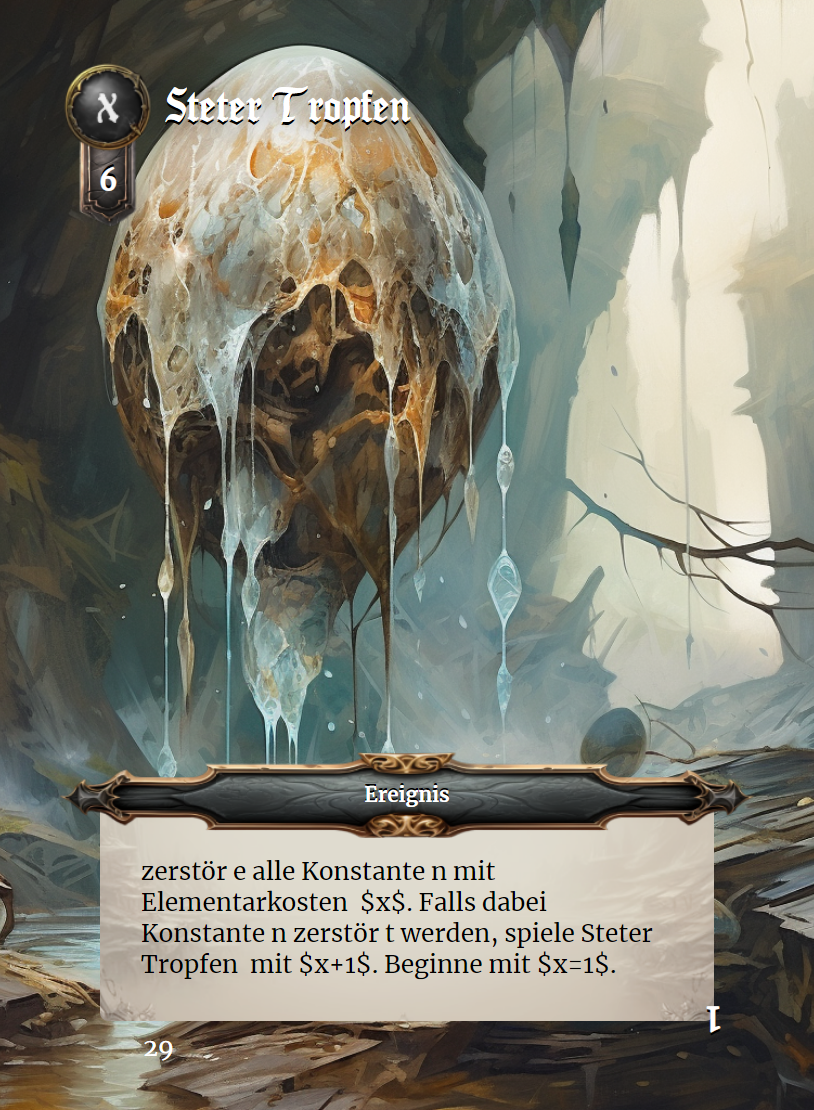 x
Steter Tropfen
6
Ereignis
zerstör e alle Konstante n mit
Elementarkosten $x$. Falls dabei
Konstante n zerstör t werden, spiele Steter
Tropfen mit $x+1$. Beginne mit $x=1$.
1
29